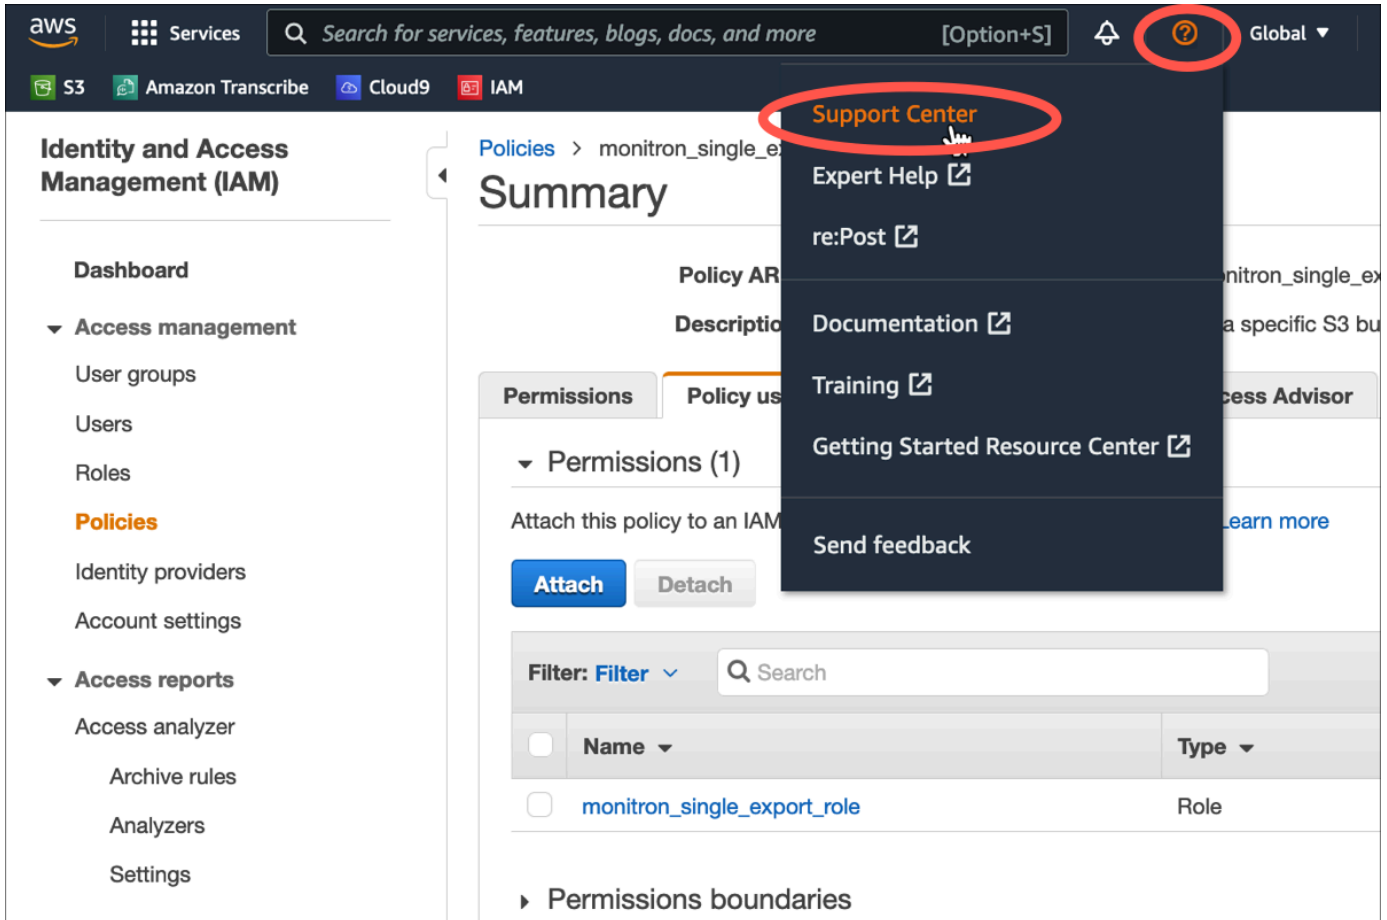 aws
Services
Search for services, features, blogs, docs, and more
[Option+S]
Global
S3
Amazon Transcribe
Cloud9
IAM
Support Center
Expert Help
re:Post
Documentation
Training
Getting Started Resource Center
Send feedback
Identity and Access
Management (IAM)
Dashboard
Access management
User groups
Users
Roles
Policies
Identity providers
Account settings
Access reports
Access analyzer
Archive rules
Analyzers
Settings
Policies > monitron_single_e
Summary
Policy AR
nitron_single_ex
Descriptio
a specific S3 bu
Permissions
Policy us
cess Advisor
Permissions (1)
Attach this policy to an IAM
Learn more
Attach
Detach
Filter: Filter
Search
Name
Type
monitron_single_export_role
Role
Permissions boundaries